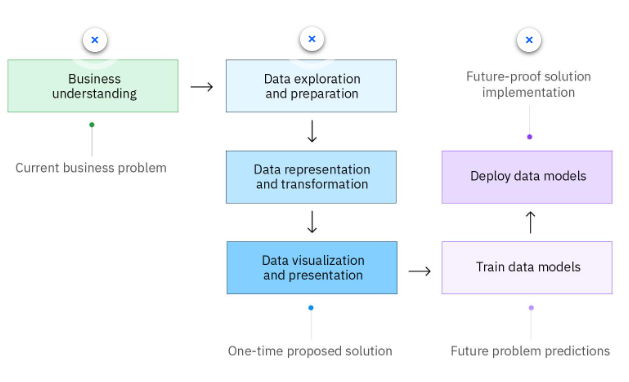 Business
understanding
Current business problem
Data exploration
and preparation
Data representation
and transformation
Data visualization
and presentation
One-time proposed solution
Future-proof solution
implementation
Deploy data models
Train data models
Future problem predictions